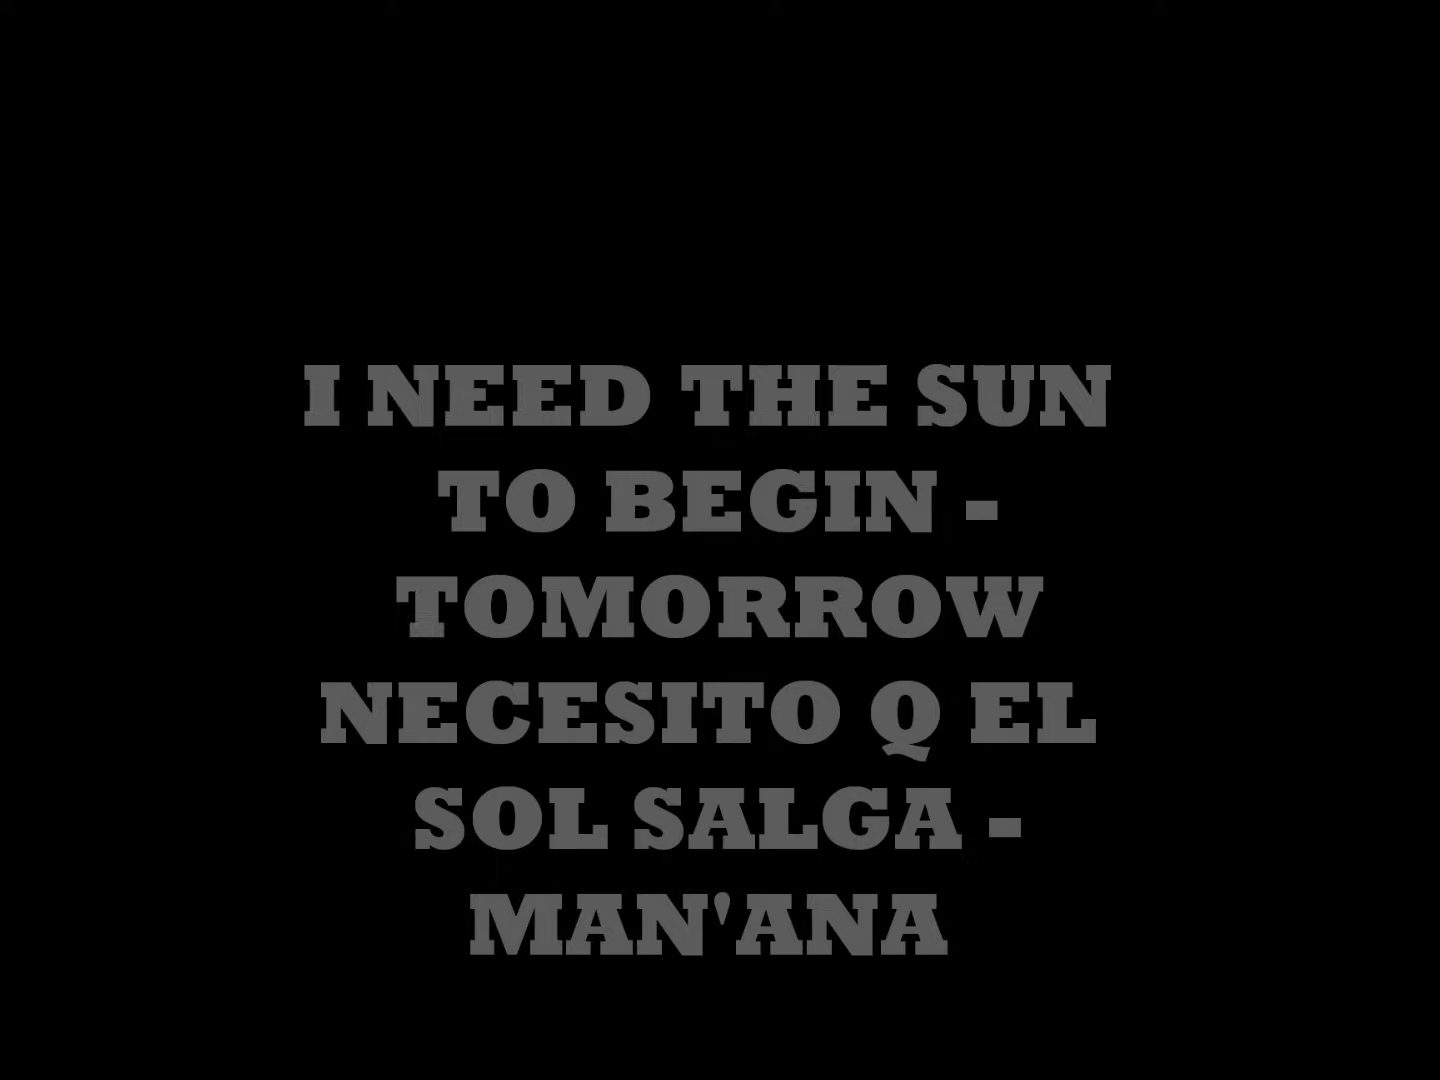 I NEED THE SUN
TO BEGIN -
TOMORROW
NECESITO Q EL
SOL SALGA -
MAN'ANA